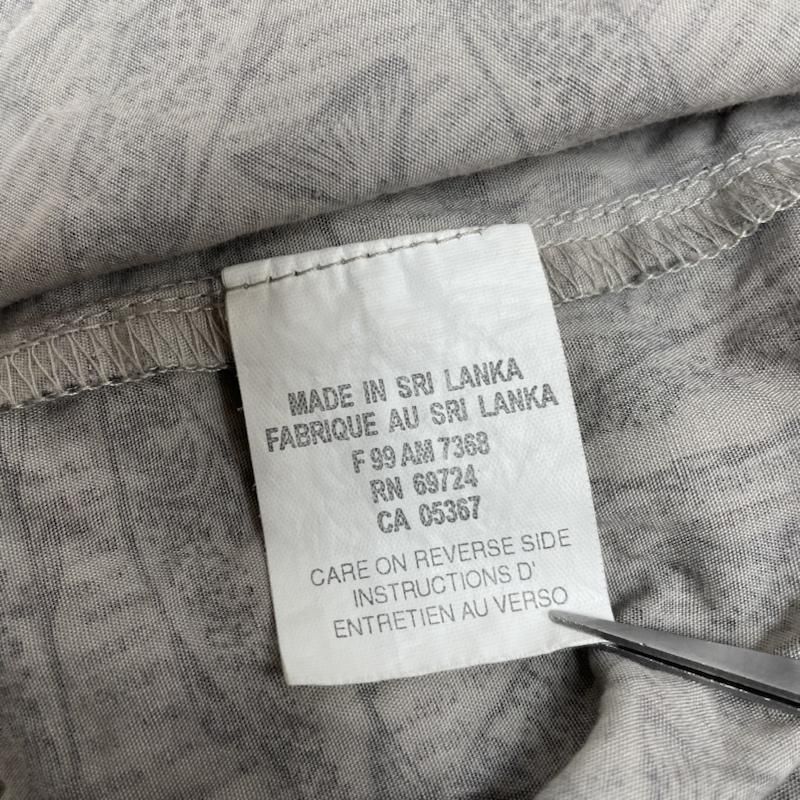 MADE IN SRI LANKA
FABRIQUE AU SRI LANKA
F 99 AM 7368
RN 69724
CA 05367
CARE ON REVERSE SIDE
INSTRUCTIONS D'
ENTRETIEN AU VERSO